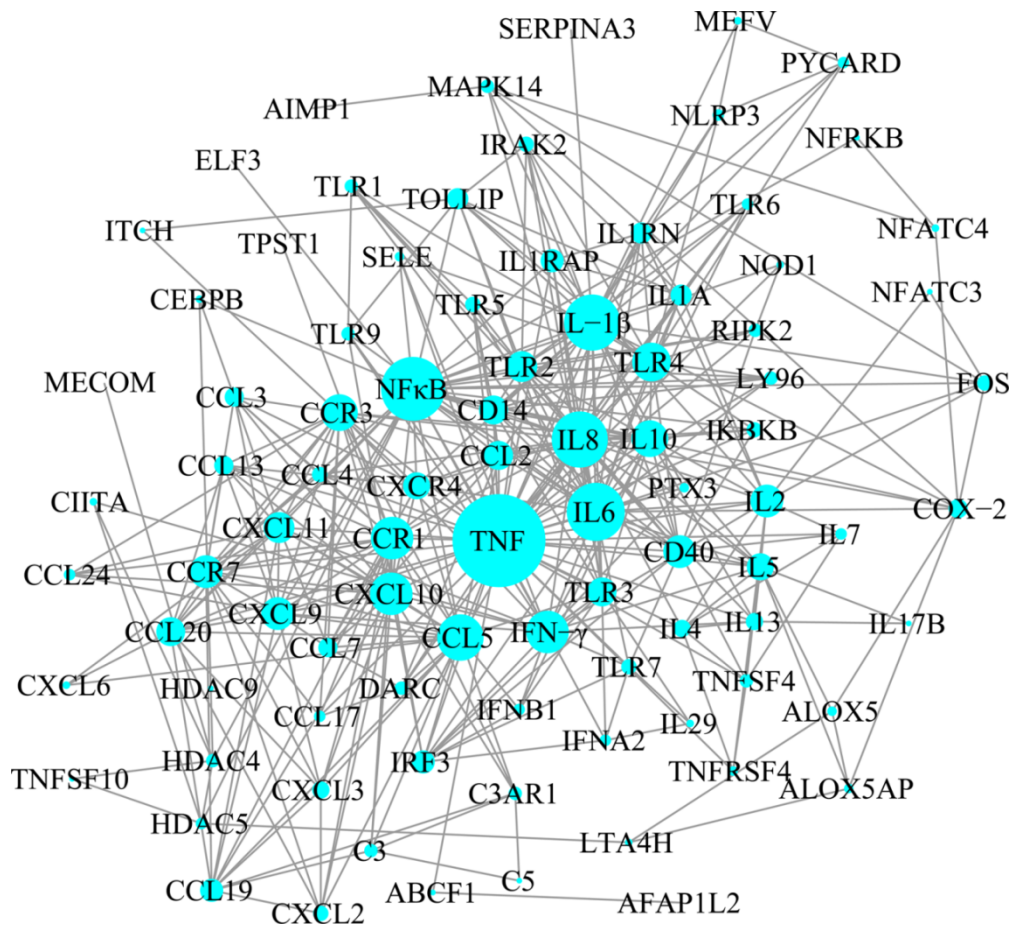 SERPINA3
MEFV
PYCARD
MAPK14
AIMP1
NLRP3
NFRKB
IRAK2
ELF3
TLR1
TOLLIP
TLR6
ITCH
TPST1
SELE
IL1RAP
IL1RN
NFATC4
NOD1
CEBPB
TLR5
IL1A
NFATC3
TLR9
IL−1β
RIPK2
MECOM
NFκB
TLR2
TLR4
LY96
FOS
CCL3
CCR3
CD14
IL8
IL10
IKBKB
CCL13
CCL4
CCL2
CXCR4
PTX3
CIITA
CXCL11
IL6
IL2
COX−2
CCR1
TNF
CD40
IL7
CCL24
CCR7
IL5
CXCL10
TLR3
CXCL9
CCL20
CCL5
IFN−γ
IL4
IL13
IL17B
CCL7
TLR7
CXCL6
HDAC9
DARC
TNFSF4
CCL17
IFNB1
IL29
ALOX5
IFNA2
TNFSF10
HDAC4
IRF3
TNFRSF4
CXCL3
C3AR1
ALOX5AP
HDAC5
LTA4H
C3
CCL19
ABCF1
C5
AFAP1L2
CXCL2